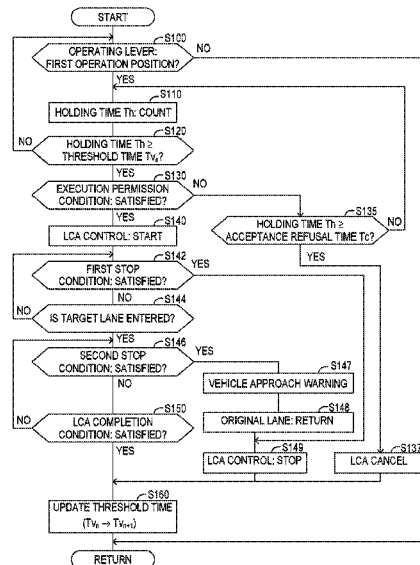 START
S100
OPERATING LEVER:
FIRST OPERATION POSITION?
NO
YES
S110
HOLDING TIME Th: COUNT
S120
HOLDING TIME Th ≥
THRESHOLD TIME Tvn?
NO
YES
S130
EXECUTION PERMISSION
CONDITION: SATISFIED?
NO
YES
S135
HOLDING TIME Th ≥
ACCEPTANCE REFUSAL TIME Tc?
NO
YES
S140
LCA CONTROL: START
S142
FIRST STOP
CONDITION: SATISFIED?
YES
NO
S144
IS TARGET LANE ENTERED?
NO
YES
S146
SECOND STOP
CONDITION: SATISFIED?
YES
NO
S147
VEHICLE APPROACH WARNING
S148
ORIGINAL LANE: RETURN
S150
LCA COMPLETION
CONDITION: SATISFIED?
NO
YES
S149
LCA CONTROL: STOP
S137
LCA CANCEL
S160
UPDATE THRESHOLD TIME
(Tvn → Tvn+1)
RETURN